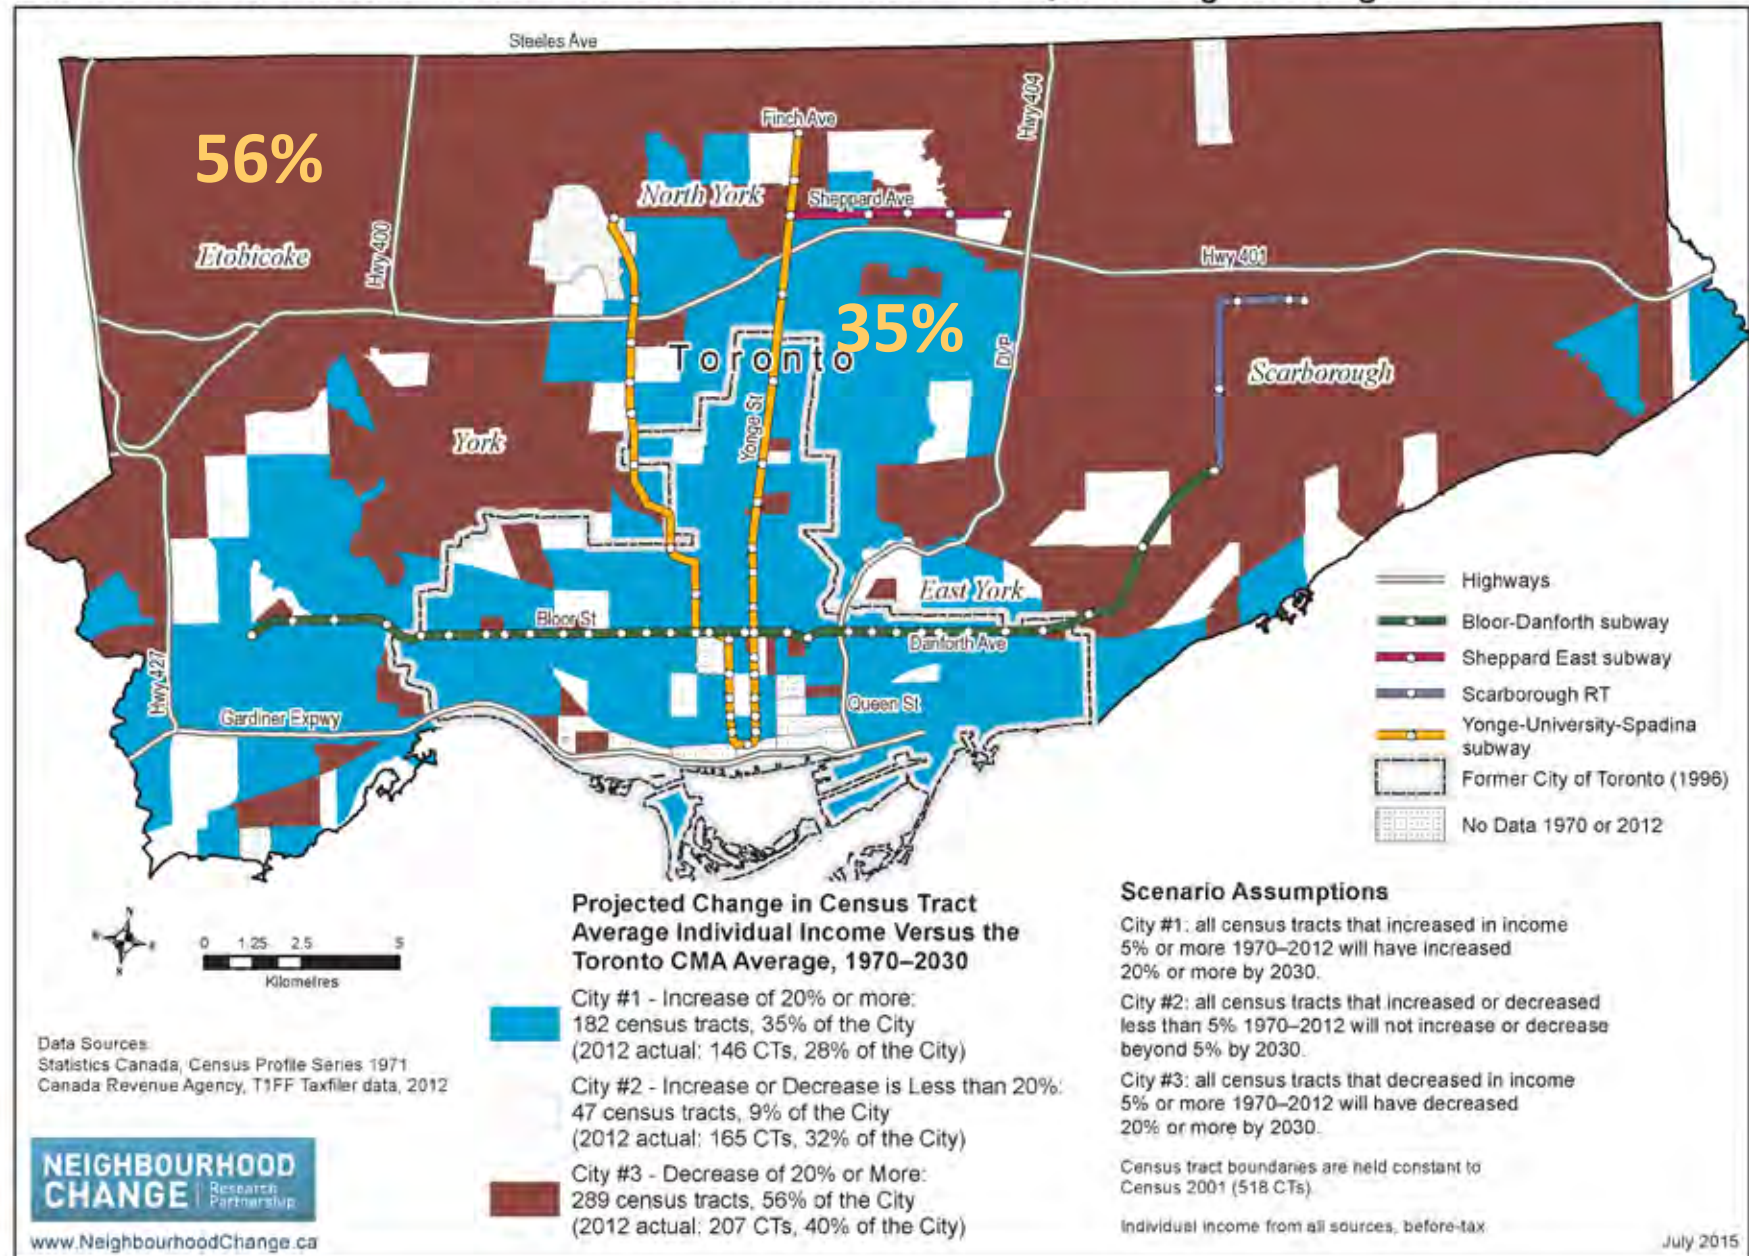 Steeles Ave
Finch Ave
Hwy 404
56%
North York
Sheppard Ave
Etobicoke
Hwy 400
Hwy 401
35%
Toronto
DVP
Scarborough
Yonge St
York
East York
Bloor St
Danforth Ave
Hwy 427
Queen St
Gardiner Expwy
Highways
Bloor-Danforth subway
Sheppard East subway
Scarborough RT
Yonge-University-Spadina
subway
Former City of Toronto (1996)
No Data 1970 or 2012
N
E
S
0 1.25 2.5 5
Kilometres
Projected Change in Census Tract
Average Individual Income Versus the
Toronto CMA Average, 1970–2030
City #1 - Increase of 20% or more:
182 census tracts, 35% of the City
(2012 actual: 146 CTs, 28% of the City)
City #2 - Increase or Decrease is Less than 20%:
47 census tracts, 9% of the City
(2012 actual: 165 CTs, 32% of the City)
City #3 - Decrease of 20% or More:
289 census tracts, 56% of the City
(2012 actual: 207 CTs, 40% of the City)
Scenario Assumptions
City #1: all census tracts that increased in income
5% or more 1970–2012 will have increased
20% or more by 2030.
City #2: all census tracts that increased or decreased
less than 5% 1970–2012 will not increase or decrease
beyond 5% by 2030.
City #3: all census tracts that decreased in income
5% or more 1970–2012 will have decreased
20% or more by 2030.
Census tract boundaries are held constant to
Census 2001 (518 CTs)
Individual income from all sources, before-tax
Data Sources:
Statistics Canada, Census Profile Series 1971
Canada Revenue Agency, T1FF Taxfiler data, 2012
NEIGHBOURHOOD
CHANGE | Research Partnership
www.NeighbourhoodChange.ca
July 2015